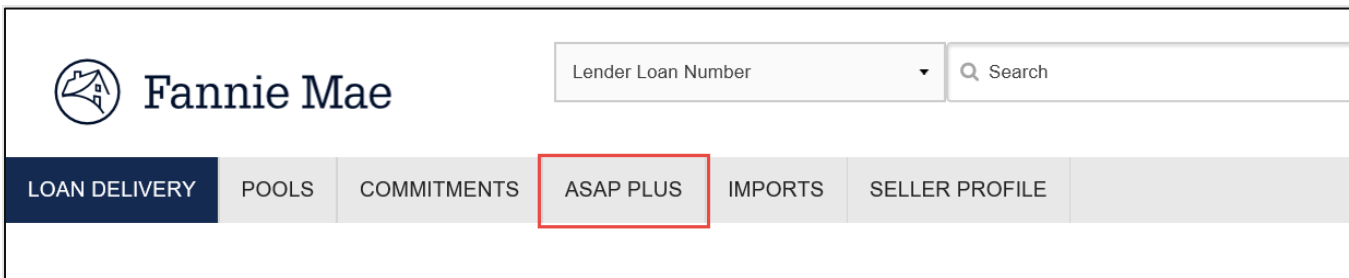 Lender Loan Number
Search
Fannie Mae
LOAN DELIVERY POOLS COMMITMENTS ASAP PLUS IMPORTS SELLER PROFILE